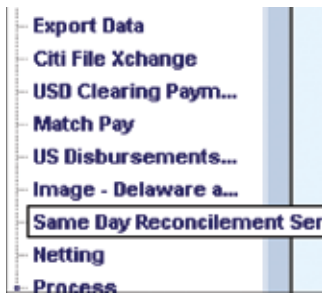 Export Data
Citi File Xchange
USD Clearing Paym...
Match Pay
US Disbursements...
Image - Delaware a...
Same Day Reconcilement Ser
Netting
Process